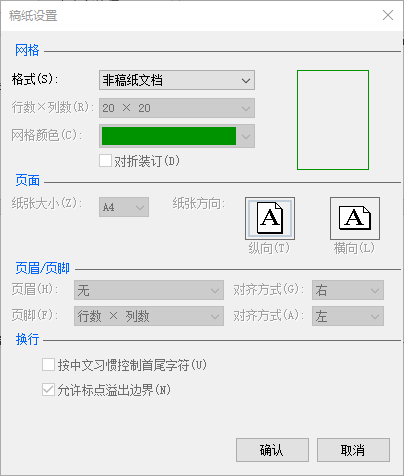 稿纸设置
网格
格式(S): 非稿纸文档
行数×列数(R): 20 × 20
网格颜色(C):
对折装订(D)
页面
纸张大小(Z): A4 纸张方向: A A
纵向(T) 横向(L)
页眉/页脚
页眉(H): 无 对齐方式(G): 右
页脚(F): 行数 × 列数 对齐方式(A): 左
换行
按中文习惯控制首尾字符(U)
允许标点溢出边界(N)
确认 取消